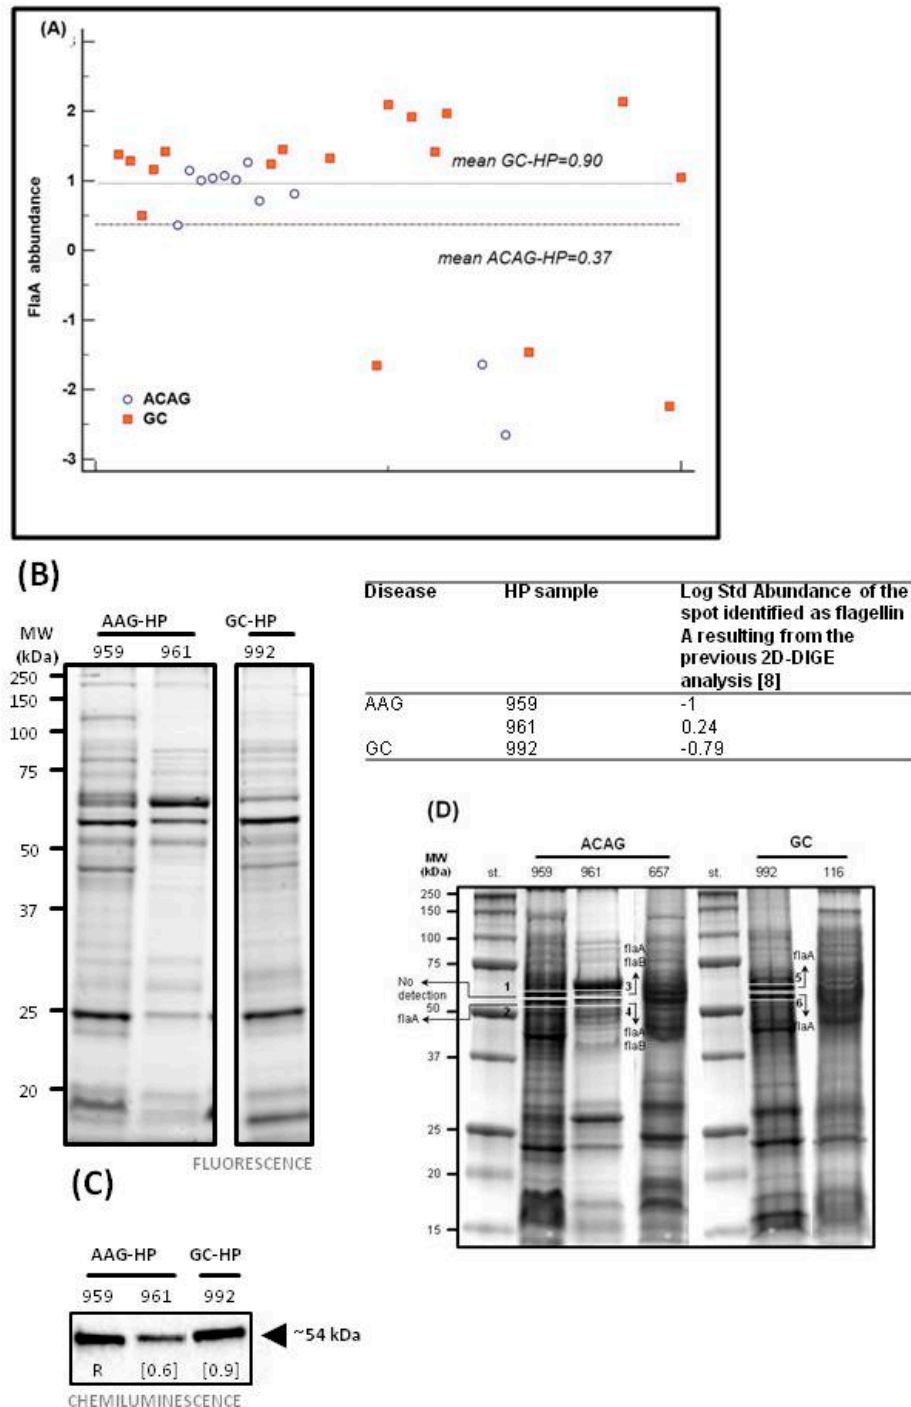 (A)
2
mean GC-HP=0.90
1
0
mean ACAG-HP=0.37
FlaA abbundance
-1
-2
ACAG
GC
-3
(B)
AAG-HP
GC-HP
MW
(kDa)
959
961
992
250
150
100
75
50
37
25
20
FLUORESCENCE
Disease HP sample Log Std Abundance of the
spot identified as flagellin
A resulting from the
previous 2D-DIGE
analysis [8]
AAG 959 -1
961 0.24
GC 992 -0.79
(D)
ACAG
GC
MW
(kDa)
st. 959 961 657 st. 992 116
250
150
100
75
50
37
25
20
15
No
detection
flaA
1
2
3
4
5
6
flaA
flaB
flaA
flaB
flaA
flaA
(C)
AAG-HP GC-HP
959 961 992
~54 kDa
R [0.6] [0.9]
CHEMILUMINESCENCE